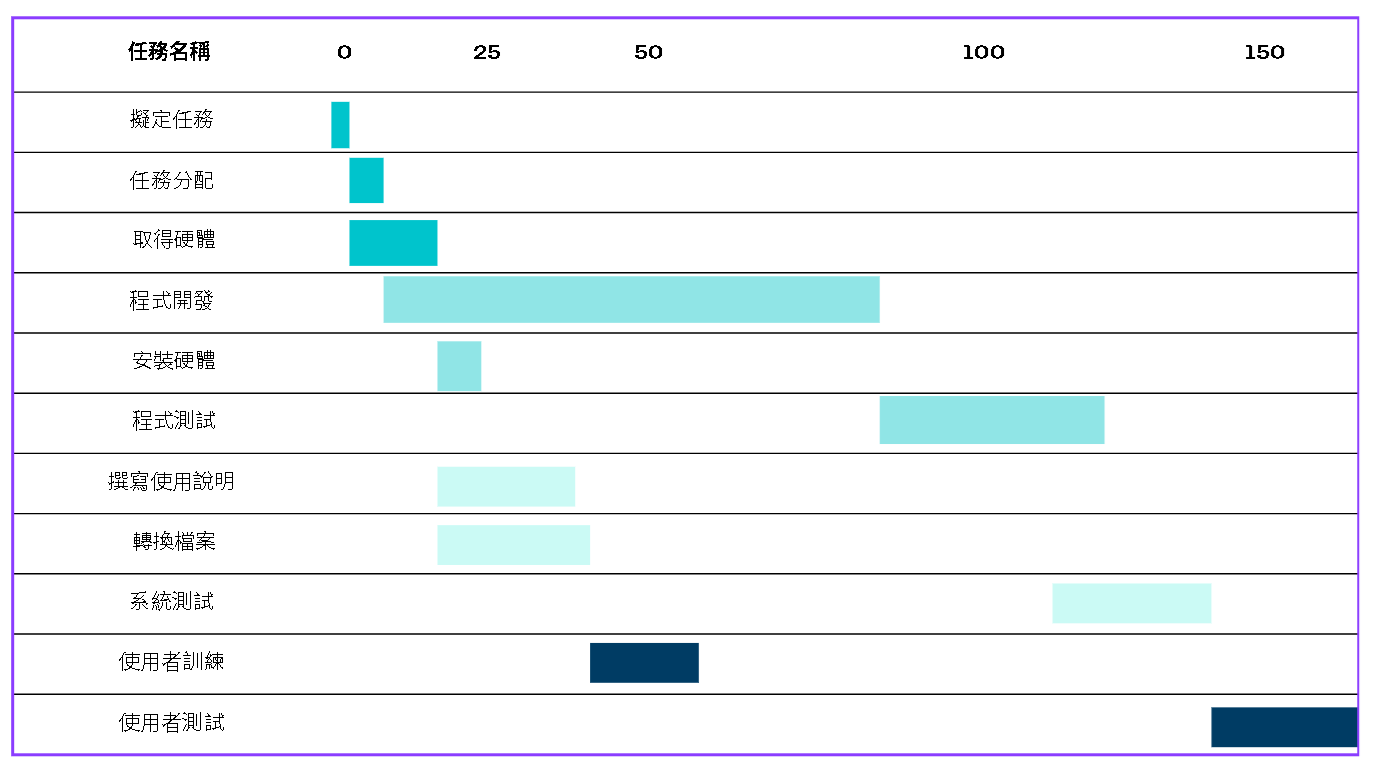 任務名稱 0 25 50 100 150
擬定任務
任務分配
取得硬體
程式開發
安裝硬體
程式測試
撰寫使用說明
轉換檔案
系統測試
使用者訓練
使用者測試